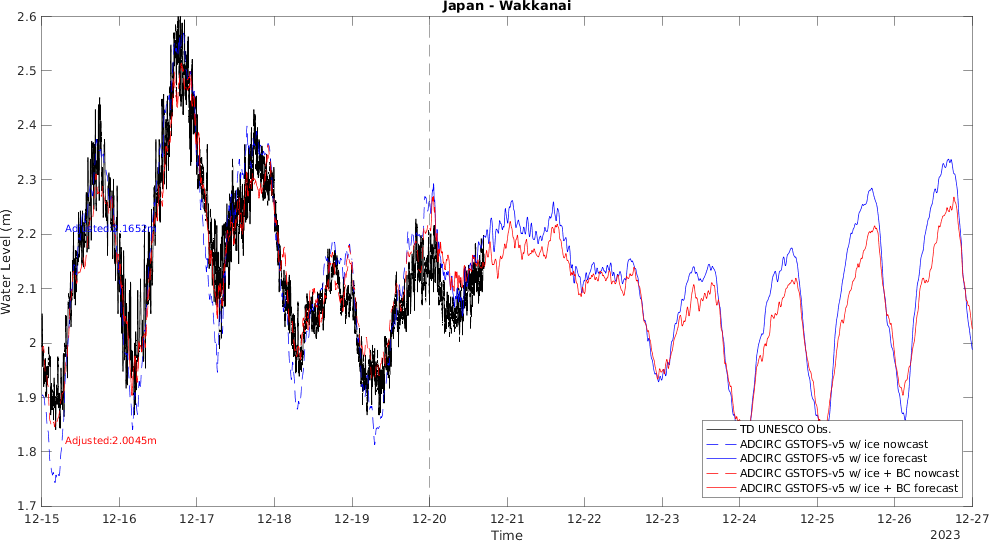 Japan - Wakkanai
2.6
2.5
2.4
2.3
2.2
2.1
2
1.9
1.8
1.7
Water Level (m)
Adjusted:2.1652m
Adjusted:2.0045m
TD UNESCO Obs.
ADCIRC GSTOFS-v5 w/ ice nowcast
ADCIRC GSTOFS-v5 w/ ice forecast
ADCIRC GSTOFS-v5 w/ ice + BC nowcast
ADCIRC GSTOFS-v5 w/ ice + BC forecast
12-15 12-16 12-17 12-18 12-19 12-20 12-21 12-22 12-23 12-24 12-25 12-26 12-27
Time
2023